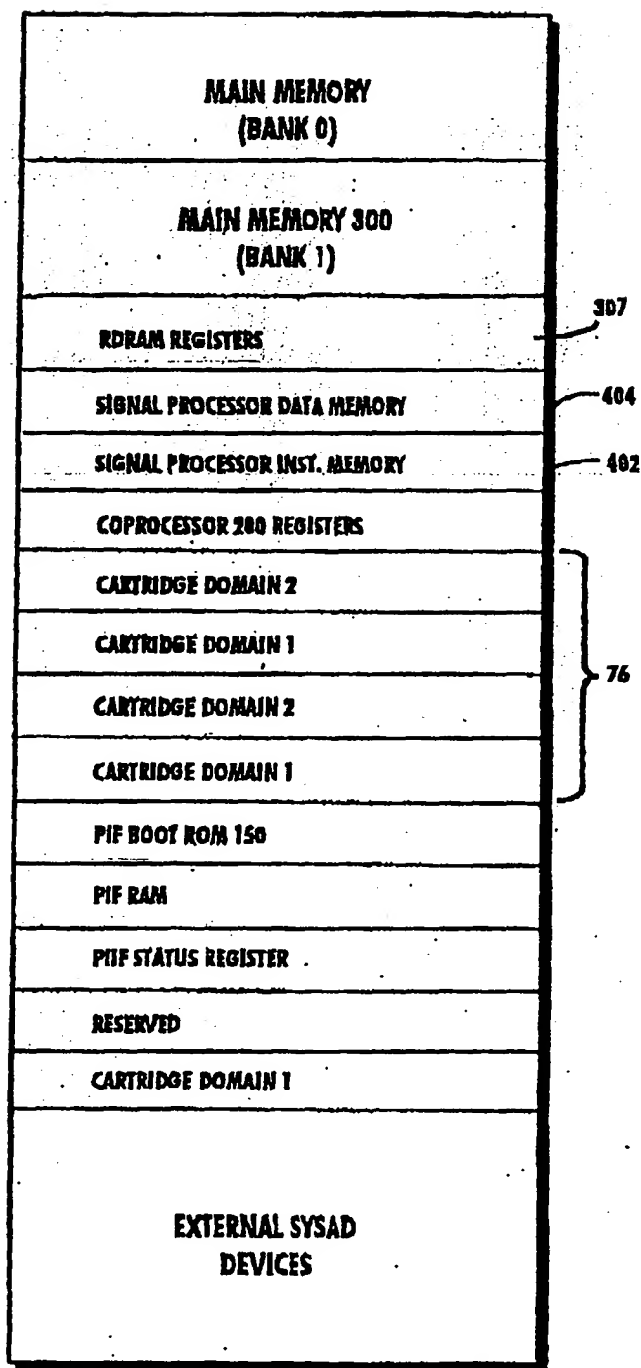 MAIN MEMORY
(BANK 0)
MAIN MEMORY 300
(BANK 1)
RDRAM REGISTERS
307
SIGNAL PROCESSOR DATA MEMORY
404
SIGNAL PROCESSOR INST. MEMORY
402
COPROCESSOR 200 REGISTERS
CARTRIDGE DOMAIN 2
CARTRIDGE DOMAIN 1
76
CARTRIDGE DOMAIN 2
CARTRIDGE DOMAIN 1
PIF BOOT ROM 150
PIF RAM
PIF STATUS REGISTER
RESERVED
CARTRIDGE DOMAIN 1
EXTERNAL SYSAD
DEVICES